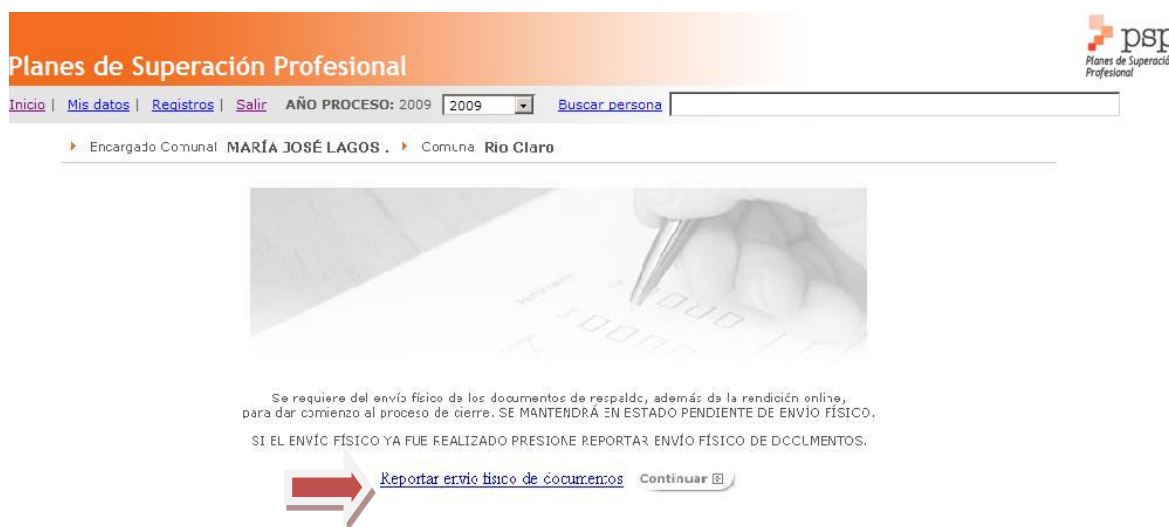 Planes de Superación Profesional
psp
Planes de Superació
Profesional
Inicio | Mis datos | Registros | Salir AÑO PROCESO: 2009 2009 Buscar persona
Encargado Comunal MARÍA JOSÉ LAGOS . Comuna Rio Claro
Se requiere del envío físico de los documentos de respaldo, además de la rendición online,
para dar comienzo al proceso de cierre. SE MANTENDRÁ EN ESTADO PENDIENTE DE ENVÍO FÍSICO.
SI EL ENVÍO FÍSICO YA FUE REALIZADO PRESIONE REPORTAR ENVÍO FÍSICO DE DOCUMENTOS.
Reportar envio fisico de documentos Continuar